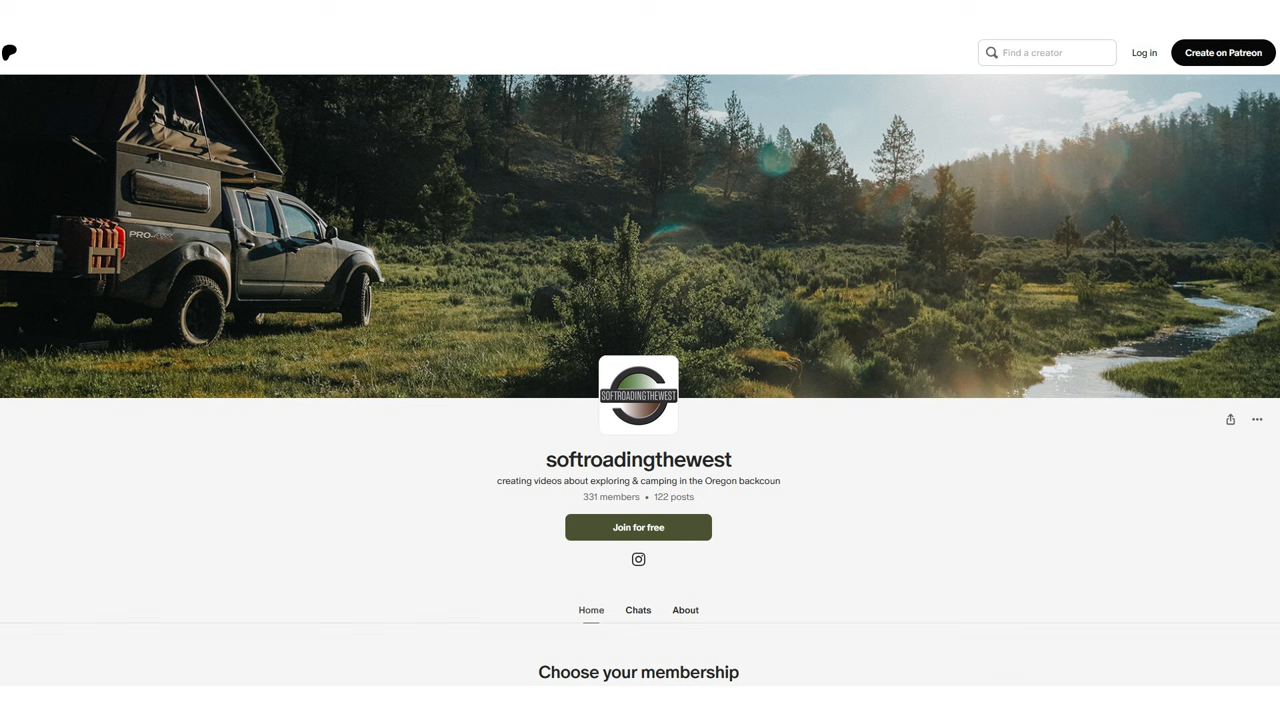 Find a creator
Log in
Create on Patreon
PRO-4X
SOFTROADINGTHEWEST
softroadingthewest
creating videos about exploring & camping in the Oregon backcoun
331 members • 122 posts
Join for free
Home
Chats
About
Choose your membership